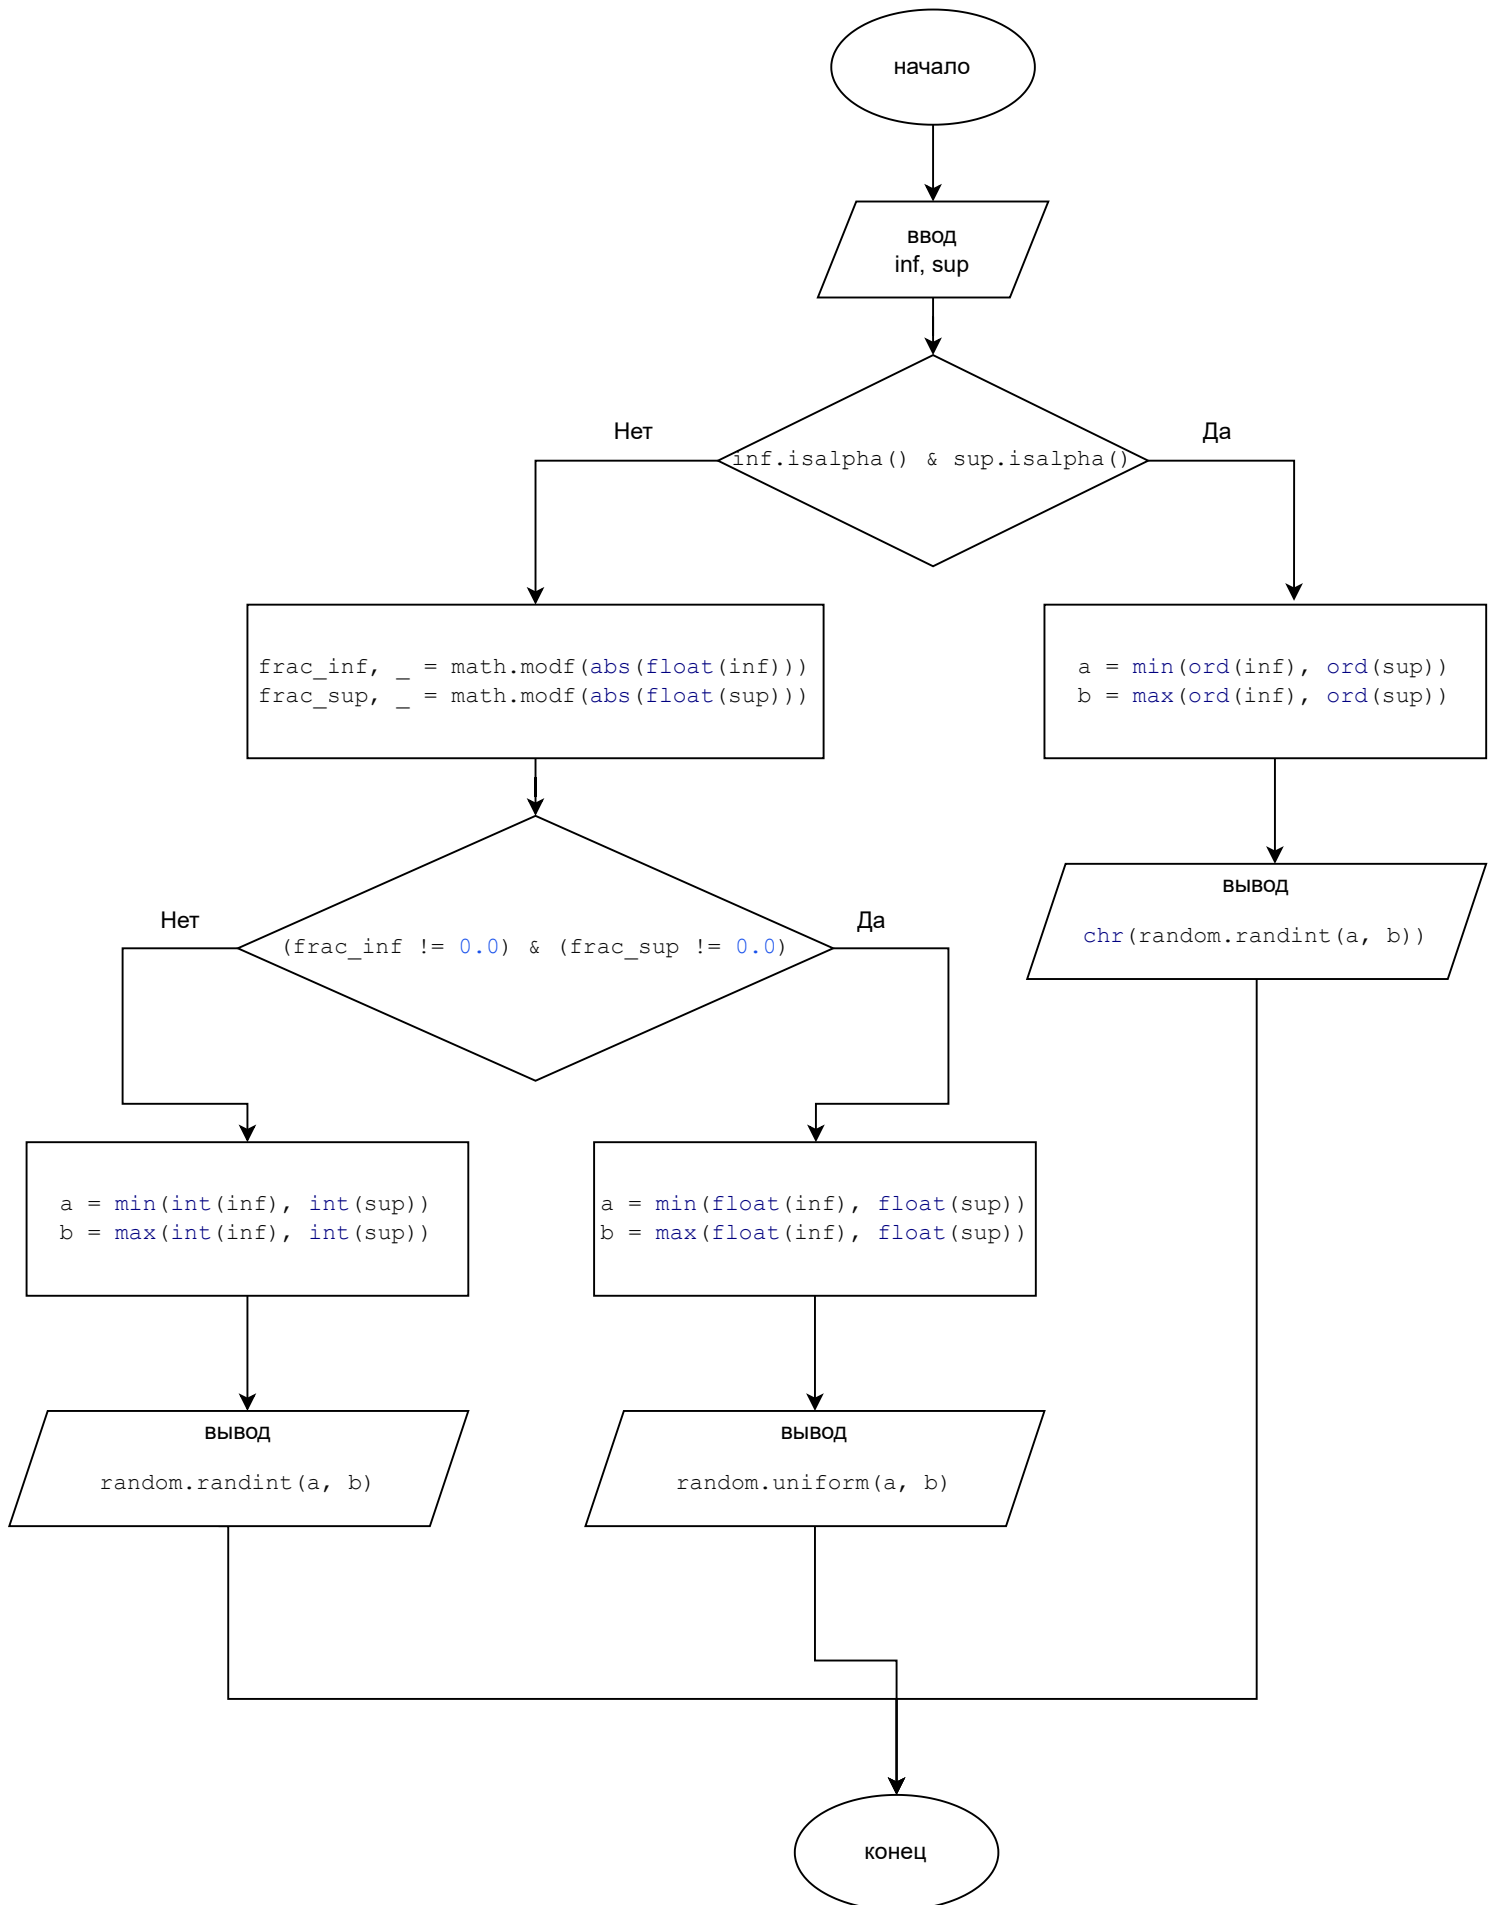 начало
ввод
inf, sup
Нет
Да
inf.isalpha() & sup.isalpha()
frac_inf, _ = math.modf(abs(float(inf)))
frac_sup, _ = math.modf(abs(float(sup)))
a = min(ord(inf), ord(sup))
b = max(ord(inf), ord(sup))
вывод
chr(random.randint(a, b))
Нет
Да
(frac_inf != 0.0) & (frac_sup != 0.0)
a = min(int(inf), int(sup))
b = max(int(inf), int(sup))
a = min(float(inf), float(sup))
b = max(float(inf), float(sup))
вывод
random.randint(a, b)
вывод
random.uniform(a, b)
конец